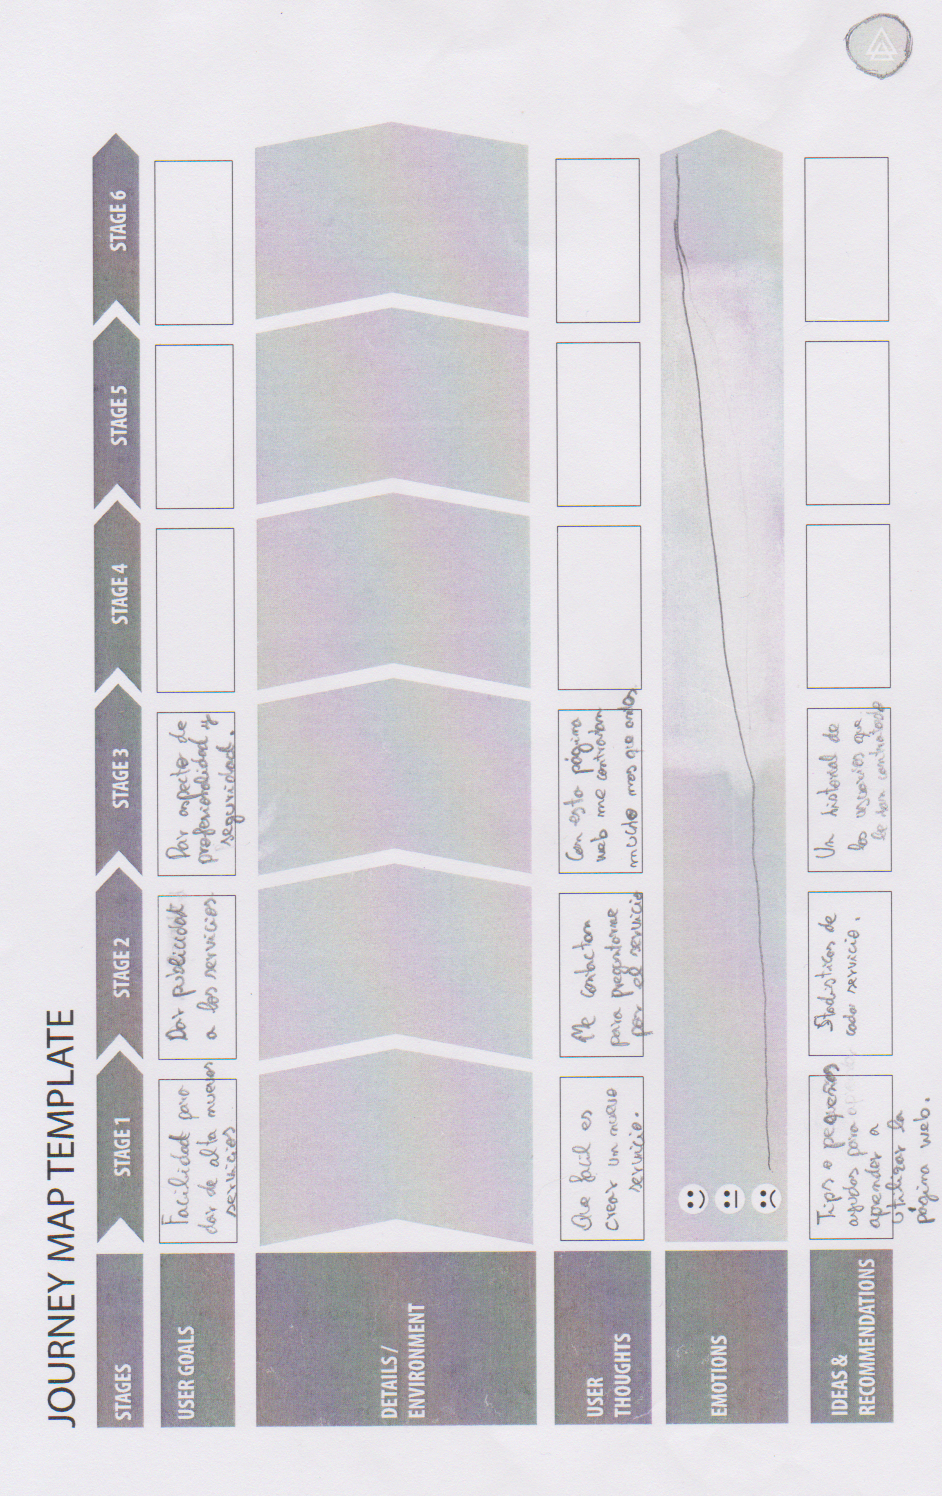 JOURNEY MAP TEMPLATE
STAGES
STAGE 1
STAGE 2
STAGE 3
STAGE 4
STAGE 5
STAGE 6
USER GOALS
Facilidad para
dar de alta nuevos
servicios
Dar publicidad
a los servicios.
Dar aspecto de
profesionalidad y
seguridad.
DETAILS /
ENVIRONMENT
USER
THOUGHTS
Que facil es
crear un nuevo
servicio.
Me contactan
para preguntarme
por el servicio
Con esta página
web me contratan
mucho mas que antes
EMOTIONS
IDEAS &
RECOMMENDATIONS
Tips o pequeñas
ayudas para
aprender a
utilizar la
página web.
Stadisticas de
cada servicio.
Un historial de
los usuarios que
le han contratado